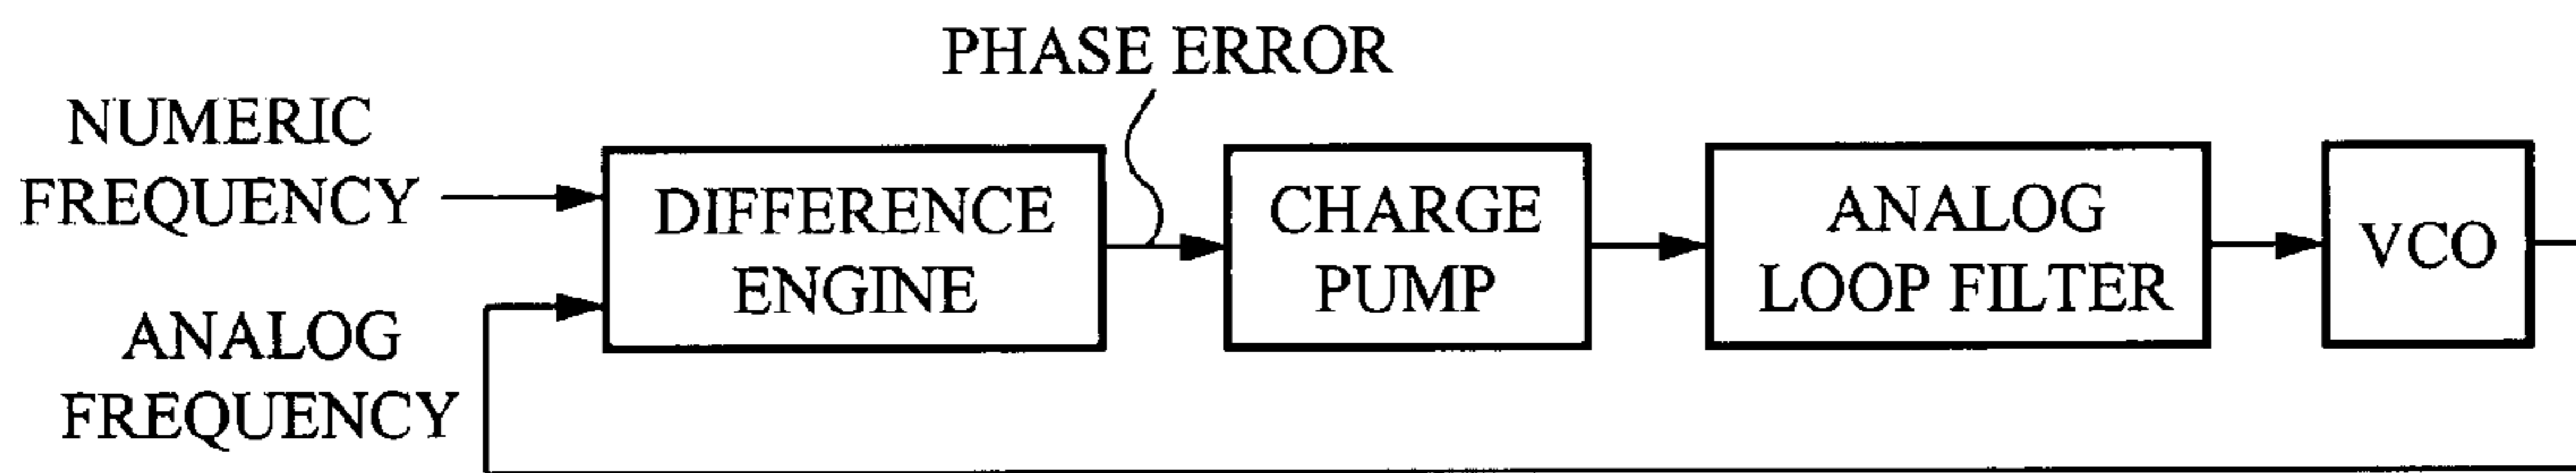 PHASE ERROR
NUMERIC
FREQUENCY
DIFFERENCE
ENGINE
CHARGE
PUMP
ANALOG
LOOP FILTER
VCO
ANALOG
FREQUENCY